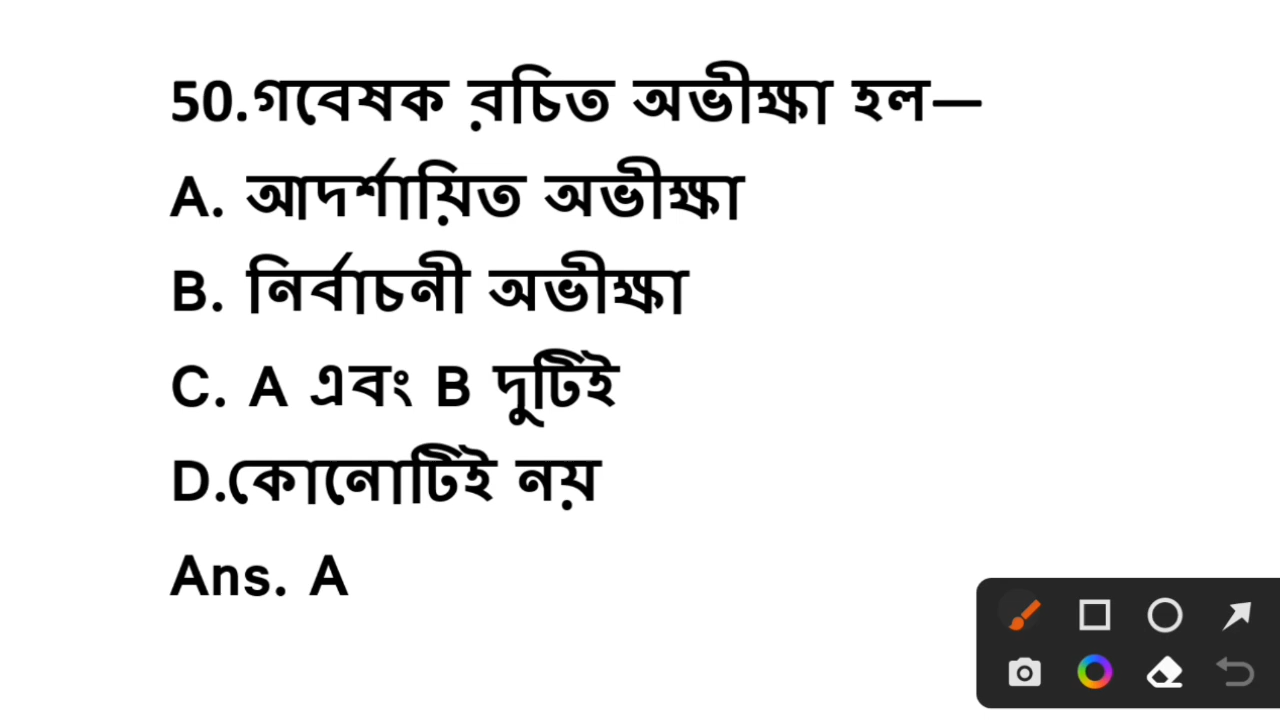 50.গবেষক রচিত অভীক্ষা হল—
A. আদর্শায়িত অভীক্ষা
B. নির্বাচনী অভীক্ষা
C. A এবং B দুটিই
D.কোনোটিই নয়
Ans. A